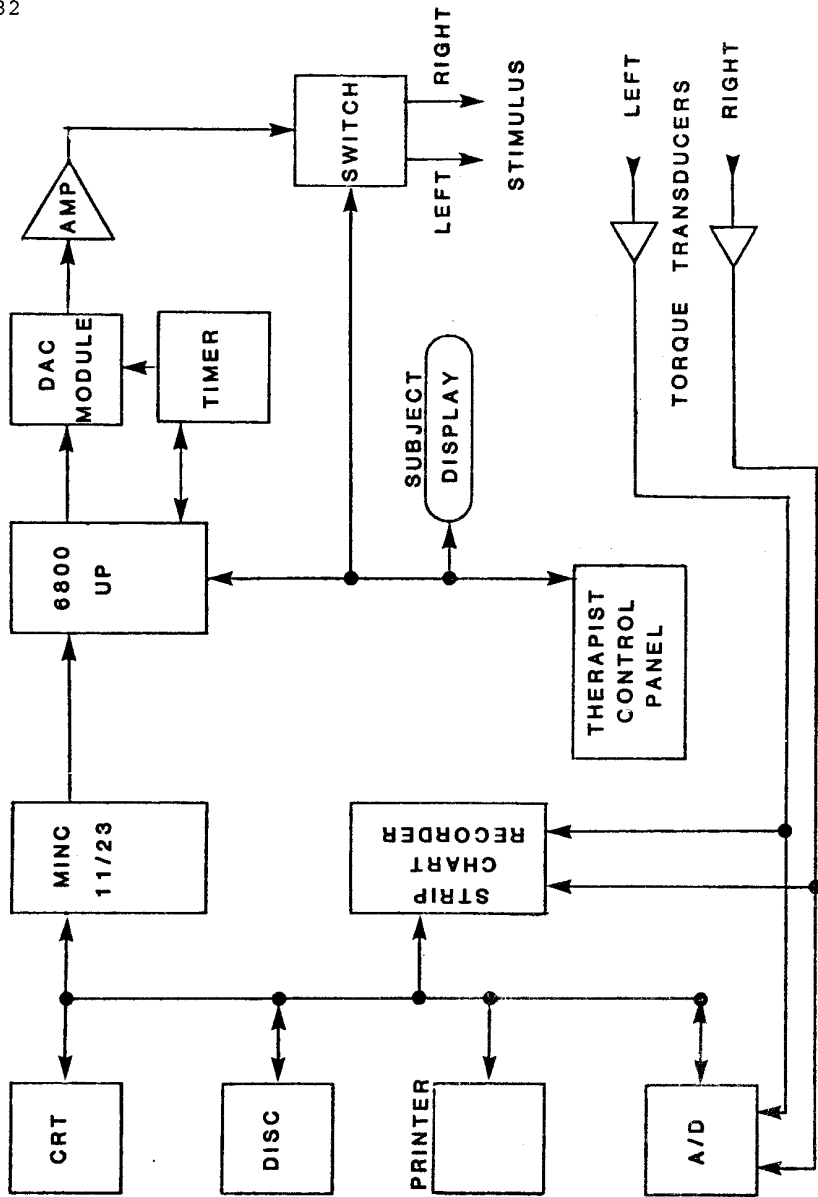 32
CRT
DISC
PRINTER
A/D
MINC
11/23
STRIP
CHART
RECORDER
6800
UP
THERAPIST
CONTROL
PANEL
DAC
MODULE
TIMER
SUBJECT
DISPLAY
AMP
SWITCH
LEFT
RIGHT
STIMULUS
LEFT
TORQUE TRANSDUCERS
RIGHT